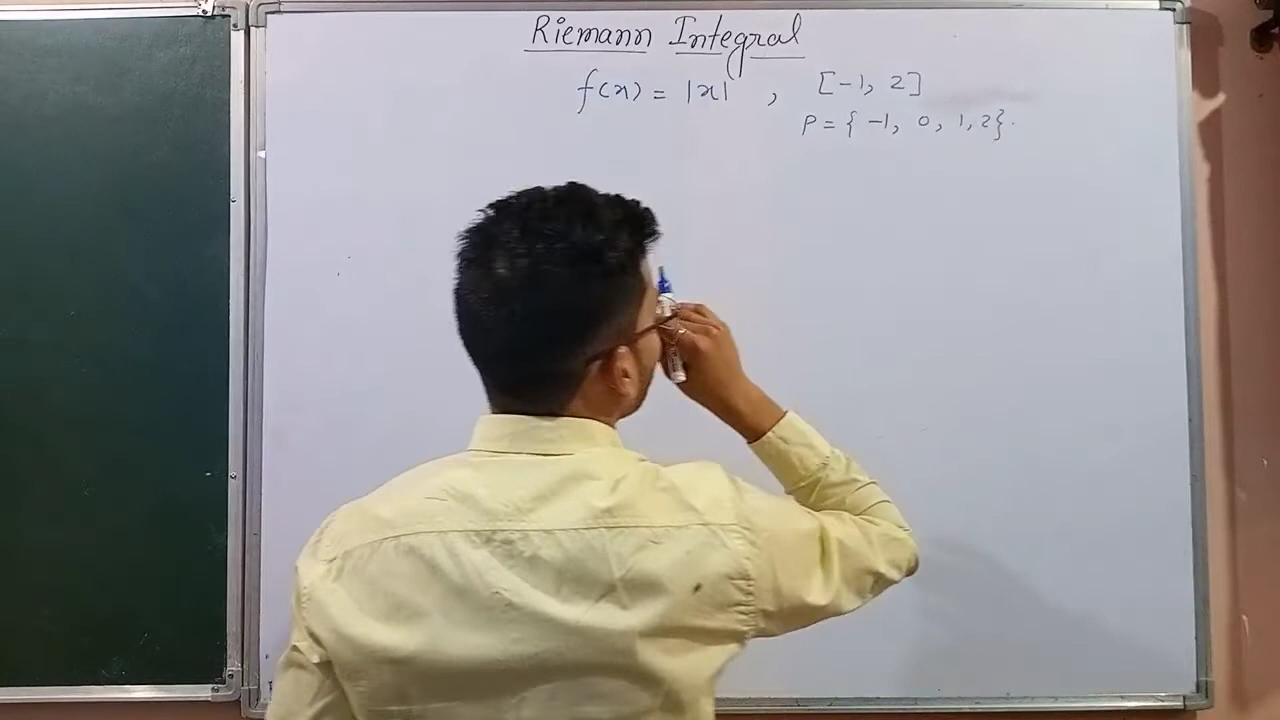 Riemann Integral
f(x) = |x| , [-1, 2]
P = { -1, 0, 1, 2}.